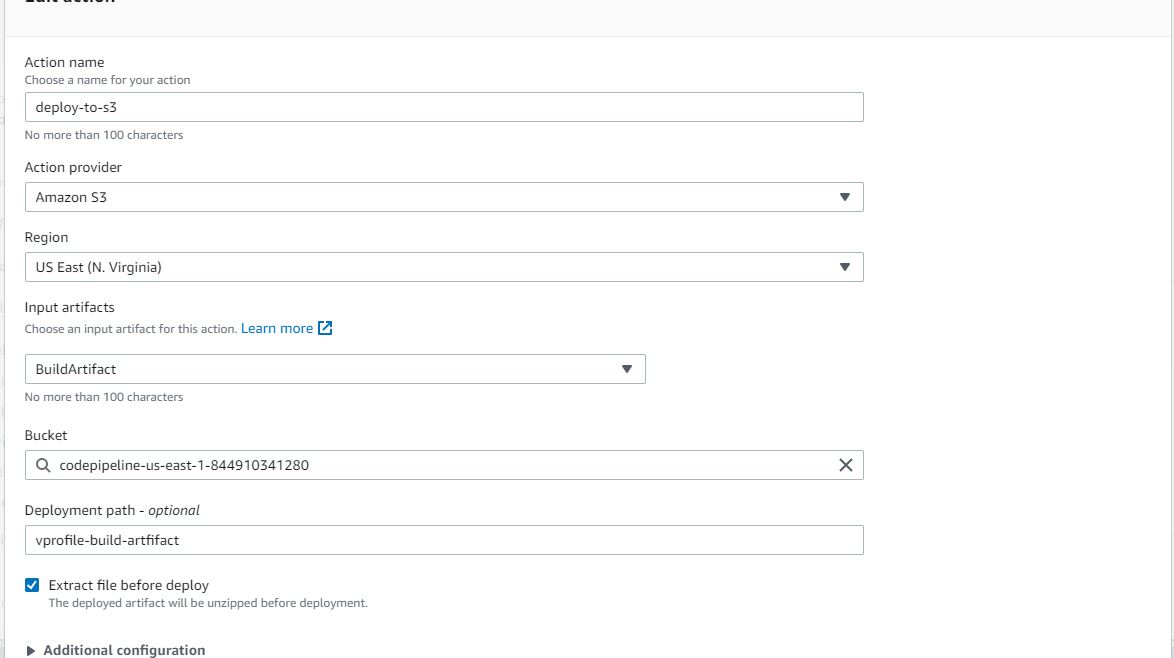 Edit action
Action name
Choose a name for your action
deploy-to-s3
No more than 100 characters
Action provider
Amazon S3
Region
US East (N. Virginia)
Input artifacts
Choose an input artifact for this action. Learn more
BuildArtifact
No more than 100 characters
Bucket
codepipeline-us-east-1-844910341280
Deployment path - optional
vprofile-build-artfifact
Extract file before deploy
The deployed artifact will be unzipped before deployment.
Additional configuration